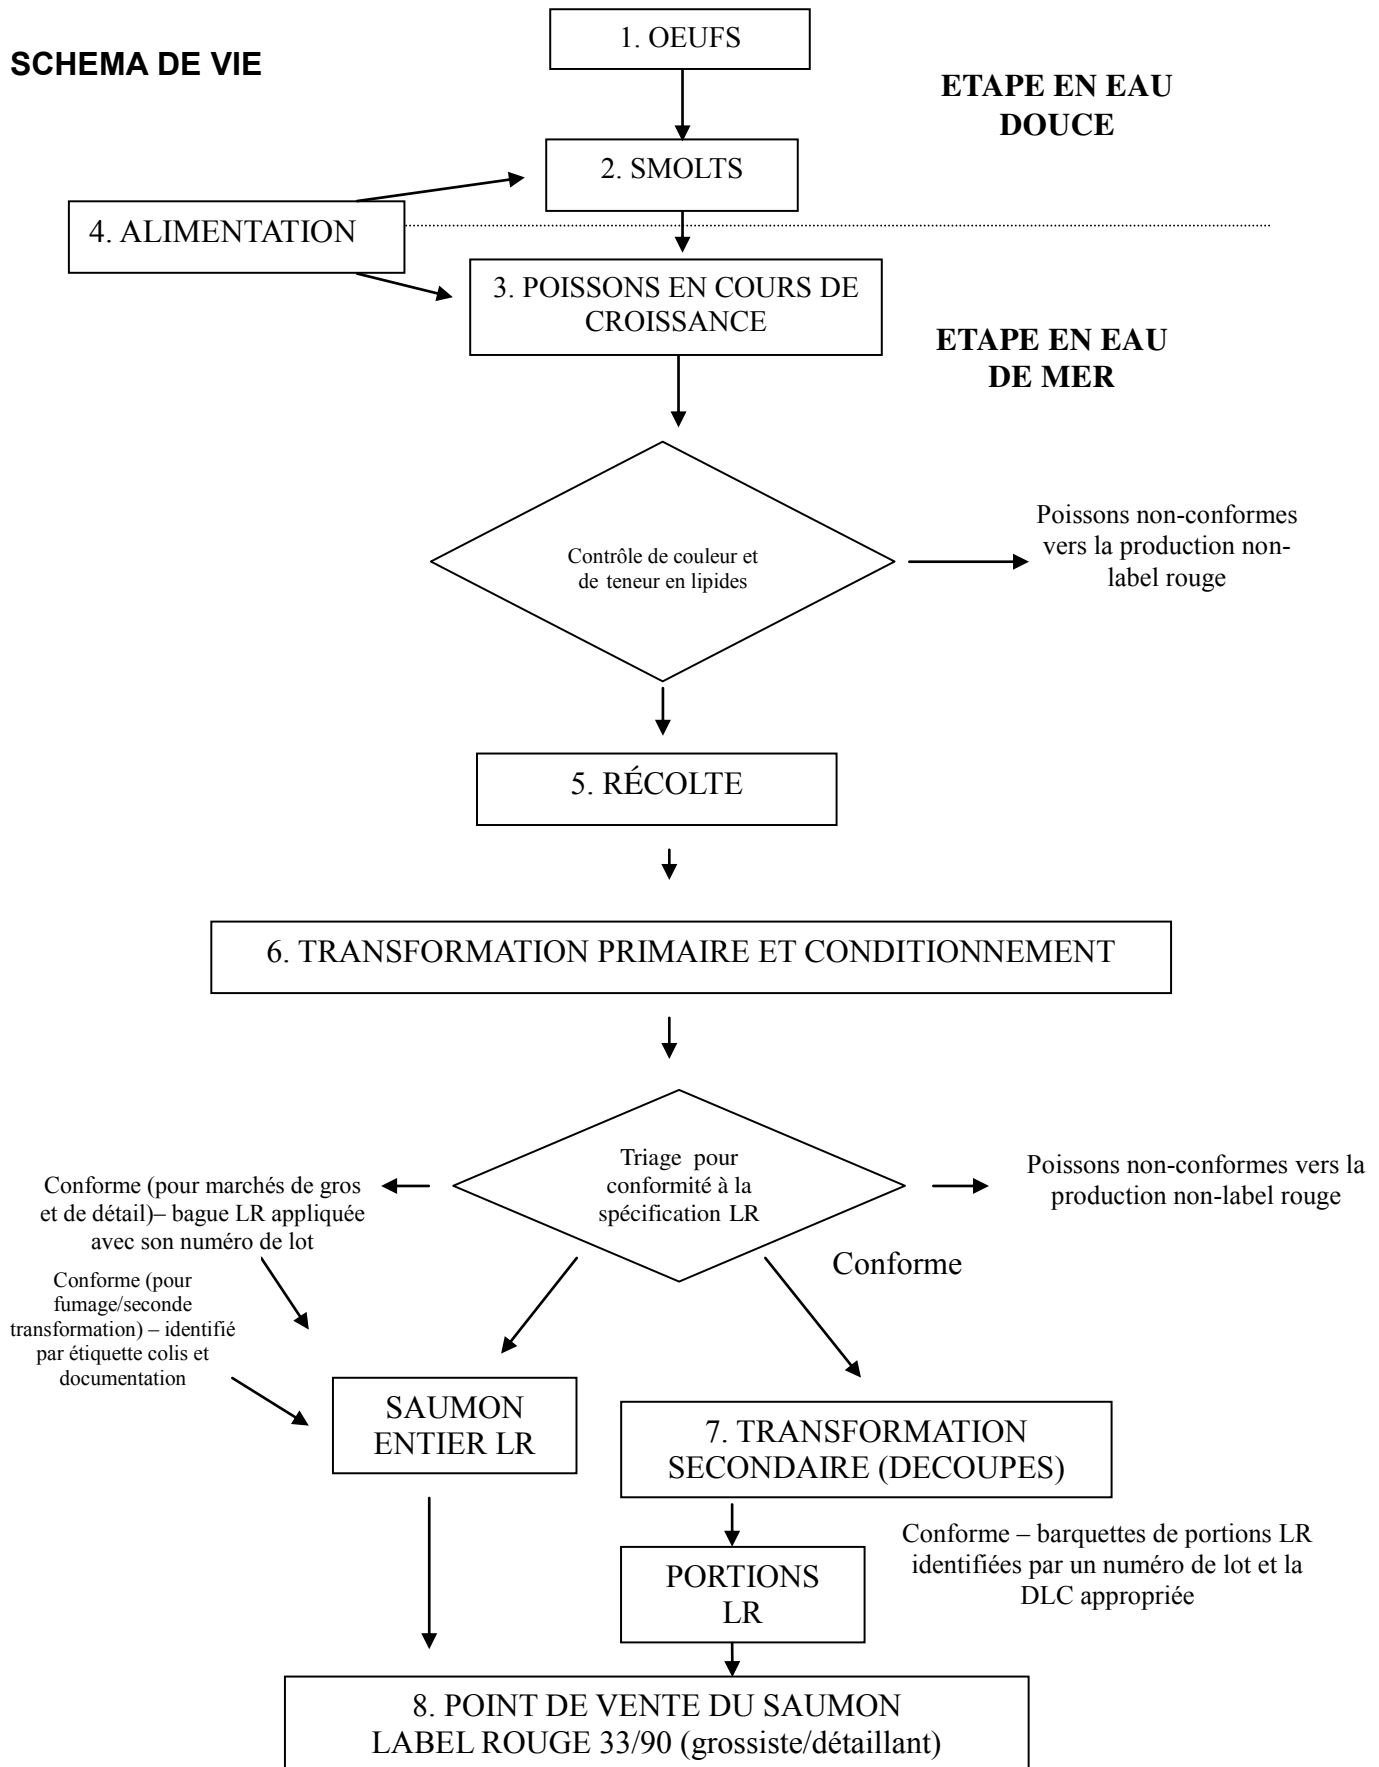 SCHEMA DE VIE
1. OEUFS
ETAPE EN EAU
DOUCE
2. SMOLTS
4. ALIMENTATION
3. POISSONS EN COURS DE
CROISSANCE
ETAPE EN EAU
DE MER
Contrôle de couleur et
de teneur en lipides
Poissons non-conformes
vers la production non-
label rouge
5. RÉCOLTE
6. TRANSFORMATION PRIMAIRE ET CONDITIONNEMENT
Triage pour
conformité à la
spécification LR
Poissons non-conformes vers la
production non-label rouge
Conforme (pour marchés de gros
et de détail)– bague LR appliquée
avec son numéro de lot
Conforme
Conforme (pour
fumage/seconde
transformation) – identifié
par étiquette colis et
documentation
SAUMON
ENTIER LR
7. TRANSFORMATION
SECONDAIRE (DECOUPES)
Conforme – barquettes de portions LR
identifiées par un numéro de lot et la
DLC appropriée
PORTIONS
LR
8. POINT DE VENTE DU SAUMON
LABEL ROUGE 33/90 (grossiste/détaillant)